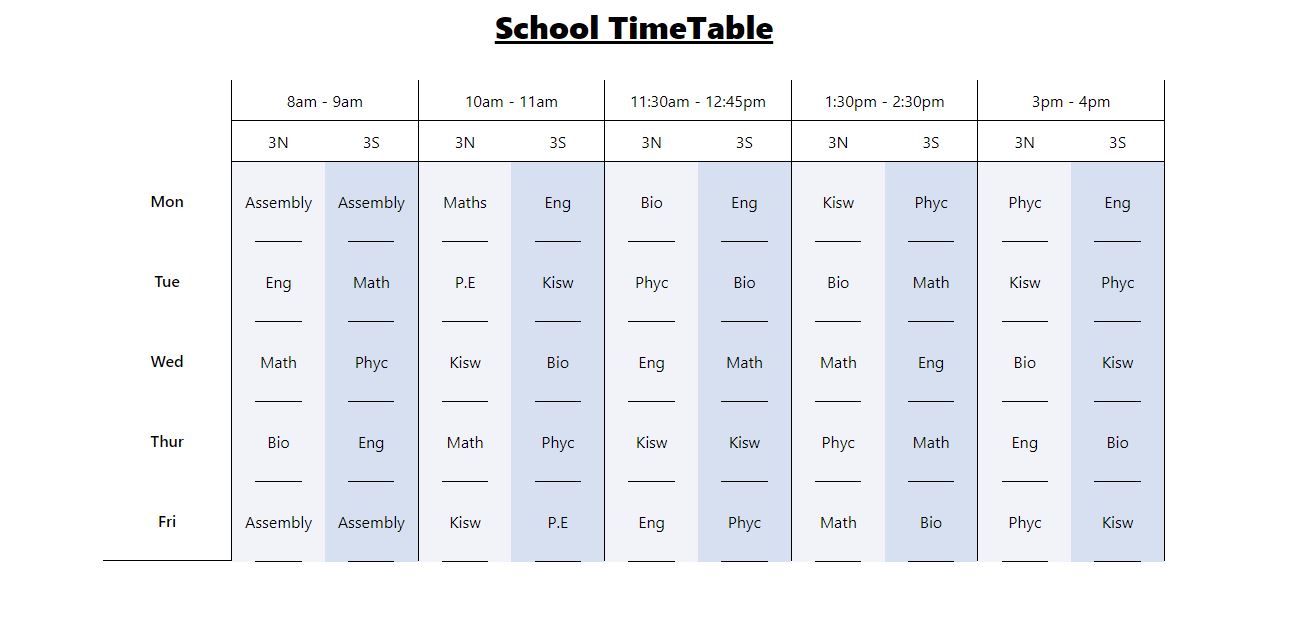 School TimeTable
8am - 9am 10am - 11am 11:30am - 12:45pm 1:30pm - 2:30pm 3pm - 4pm
3N 3S 3N 3S 3N 3S 3N 3S 3N 3S
Mon Assembly Assembly Maths Eng Bio Eng Kisw Phyc Phyc Eng
Tue Eng Math P.E Kisw Phyc Bio Bio Math Kisw Phyc
Wed Math Phyc Kisw Bio Eng Math Math Eng Bio Kisw
Thur Bio Eng Math Phyc Kisw Kisw Phyc Math Eng Bio
Fri Assembly Assembly Kisw P.E Eng Phyc Math Bio Phyc Kisw